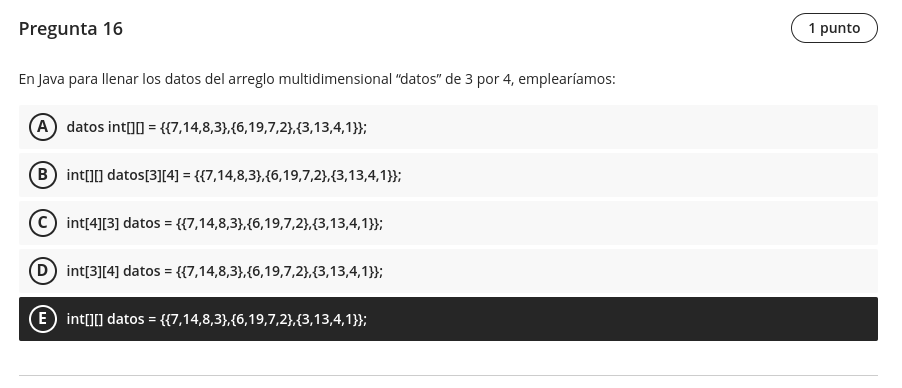 Pregunta 16
1 punto
En Java para llenar los datos del arreglo multidimensional “datos” de 3 por 4, emplearíamos:
A datos int[][] = {{7,14,8,3},{6,19,7,2},{3,13,4,1}};
B int[][] datos[3][4] = {{7,14,8,3},{6,19,7,2},{3,13,4,1}};
C int[4][3] datos = {{7,14,8,3},{6,19,7,2},{3,13,4,1}};
D int[3][4] datos = {{7,14,8,3},{6,19,7,2},{3,13,4,1}};
E int[][] datos = {{7,14,8,3},{6,19,7,2},{3,13,4,1}};